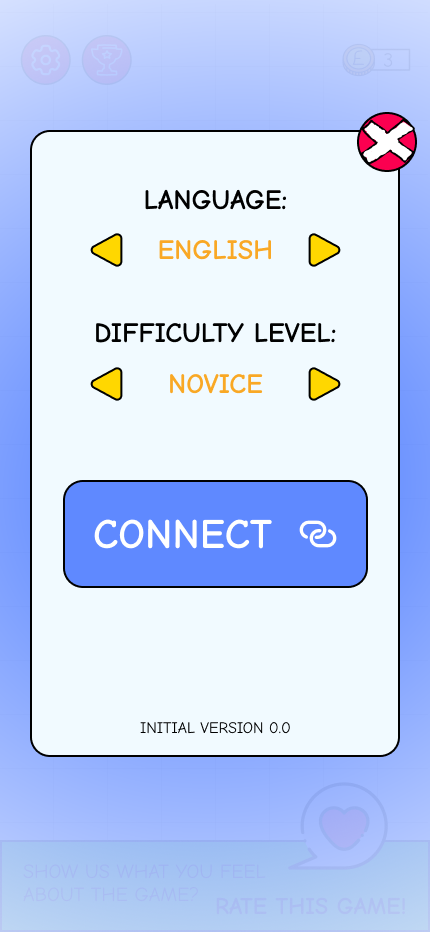 £ 3
LANGUAGE:
ENGLISH
DIFFICULTY LEVEL:
NOVICE
CONNECT
INITIAL VERSION 0.0
SHOW US WHAT YOU FEEL
ABOUT THE GAME?
RATE THIS GAME!